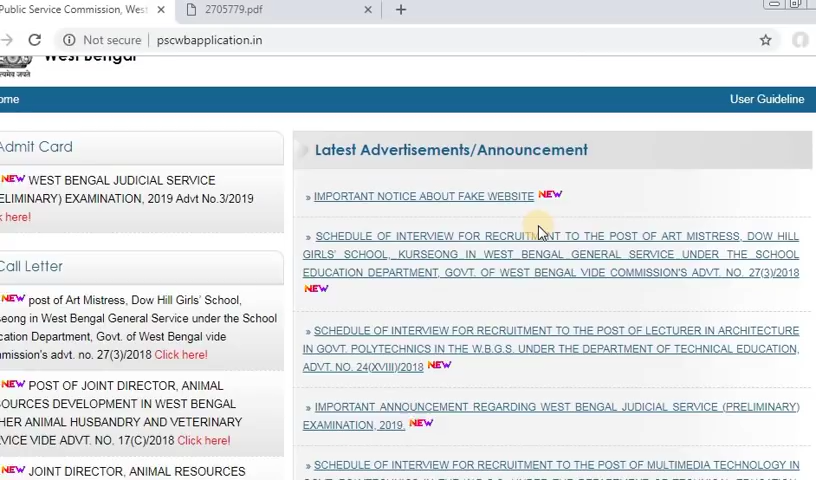 Public Service Commission, West
2705779.pdf
Not secure
pscwbapplication.in
West Bengal
सत्यमेव जयते
ome
User Guideline
Admit Card
NEW WEST BENGAL JUDICIAL SERVICE
ELIMINARY) EXAMINATION, 2019 Advt No.3/2019
k here!
Call Letter
NEW post of Art Mistress, Dow Hill Girls' School,
seong in West Bengal General Service under the School
cation Department, Govt. of West Bengal vide
mmission's advt. no. 27(3)/2018 Click here!
NEW POST OF JOINT DIRECTOR, ANIMAL
SOURCES DEVELOPMENT IN WEST BENGAL
HER ANIMAL HUSBANDRY AND VETERINARY
VICE VIDE ADVT. NO. 17(C)/2018 Click here!
NEW JOINT DIRECTOR, ANIMAL RESOURCES
Latest Advertisements/Announcement
» IMPORTANT NOTICE ABOUT FAKE WEBSITE NEW
» SCHEDULE OF INTERVIEW FOR RECRUITMENT TO THE POST OF ART MISTRESS, DOW HILL
GIRLS' SCHOOL, KURSEONG IN WEST BENGAL GENERAL SERVICE UNDER THE SCHOOL
EDUCATION DEPARTMENT, GOVT. OF WEST BENGAL VIDE COMMISSION'S ADVT. NO. 27(3)/2018
NEW
» SCHEDULE OF INTERVIEW FOR RECRUITMENT TO THE POST OF LECTURER IN ARCHITECTURE
IN GOVT. POLYTECHNICS IN THE W.B.G.S. UNDER THE DEPARTMENT OF TECHNICAL EDUCATION,
ADVT. NO. 24(XVIII)/2018 NEW
» IMPORTANT ANNOUNCEMENT REGARDING WEST BENGAL JUDICIAL SERVICE (PRELIMINARY)
EXAMINATION, 2019. NEW
» SCHEDULE OF INTERVIEW FOR RECRUITMENT TO THE POST OF MULTIMEDIA TECHNOLOGY IN